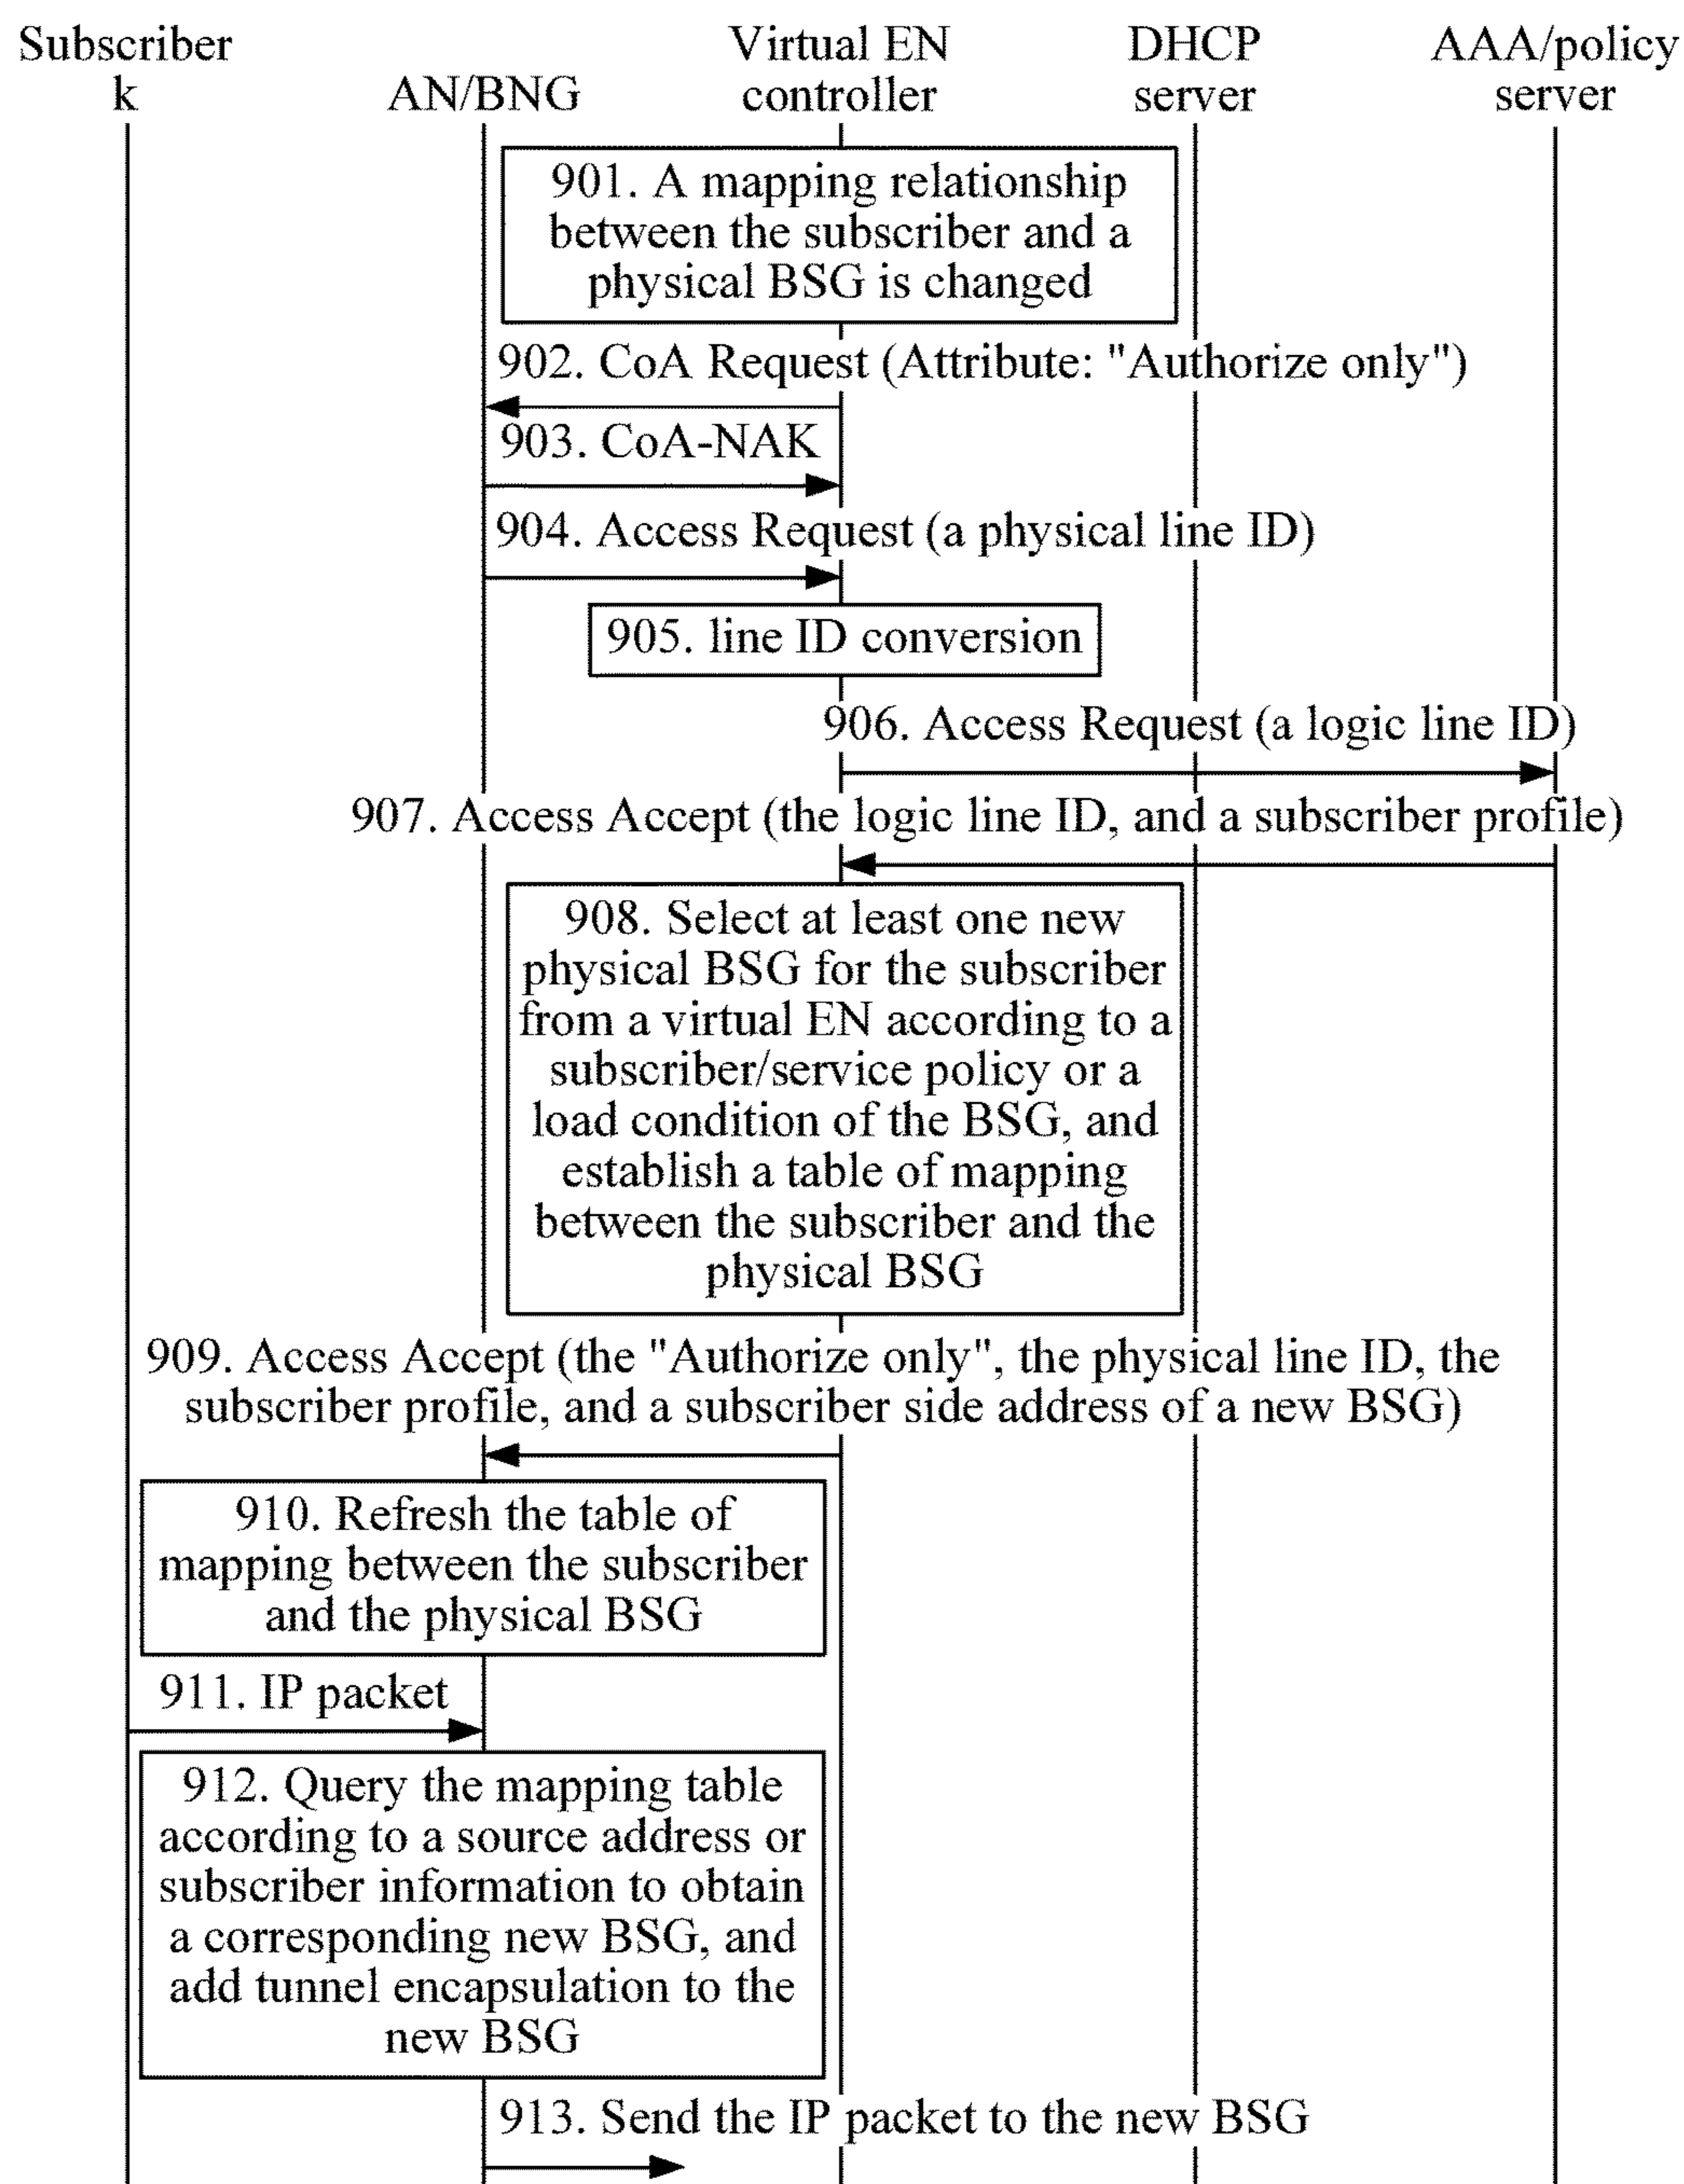 Subscriber
k
AN/BNG
Virtual EN
controller
DHCP
server
AAA/policy
server
901. A mapping relationship
between the subscriber and a
physical BSG is changed
902. CoA Request (Attribute: "Authorize only")
903. CoA-NAK
904. Access Request (a physical line ID)
905. line ID conversion
906. Access Request (a logic line ID)
907. Access Accept (the logic line ID, and a subscriber profile)
908. Select at least one new
physical BSG for the subscriber
from a virtual EN according to a
subscriber/service policy or a
load condition of the BSG, and
establish a table of mapping
between the subscriber and the
physical BSG
909. Access Accept (the "Authorize only", the physical line ID, the
subscriber profile, and a subscriber side address of a new BSG)
910. Refresh the table of
mapping between the subscriber
and the physical BSG
911. IP packet
912. Query the mapping table
according to a source address or
subscriber information to obtain
a corresponding new BSG, and
add tunnel encapsulation to the
new BSG
913. Send the IP packet to the new BSG